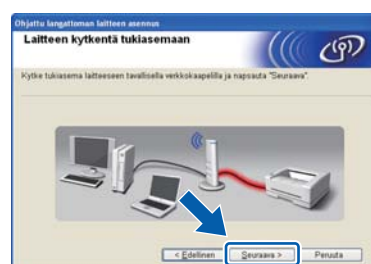 Ohjattu langattoman laitteen asennus
Laitteen kytkentä tukiasemaan
Kytke tukiasema laitteeseen tavallisella verkkokaapelilla ja napsauta "Seuraava".
< Edellinen
Seuraava >
Peruuta